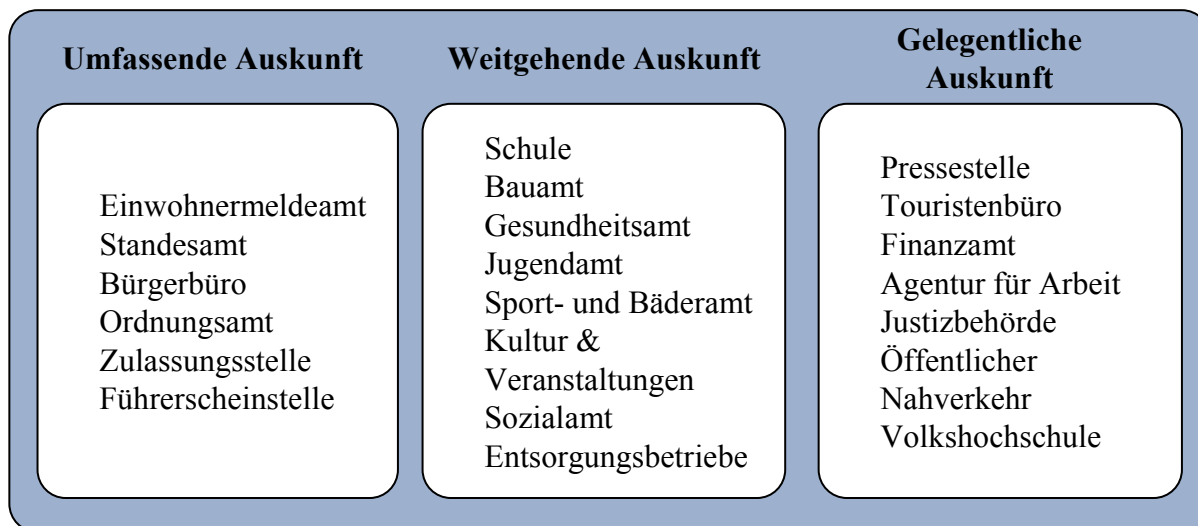 Umfassende Auskunft
Einwohnermeldeamt
Standesamt
Bürgerbüro
Ordnungsamt
Zulassungsstelle
Führerscheinstelle
Weitgehende Auskunft
Schule
Bauamt
Gesundheitsamt
Jugendamt
Sport- und Bäderamt
Kultur &
Veranstaltungen
Sozialamt
Entsorgungsbetriebe
Gelegentliche
Auskunft
Pressestelle
Touristenbüro
Finanzamt
Agentur für Arbeit
Justizbehörde
Öffentlicher
Nahverkehr
Volkshochschule